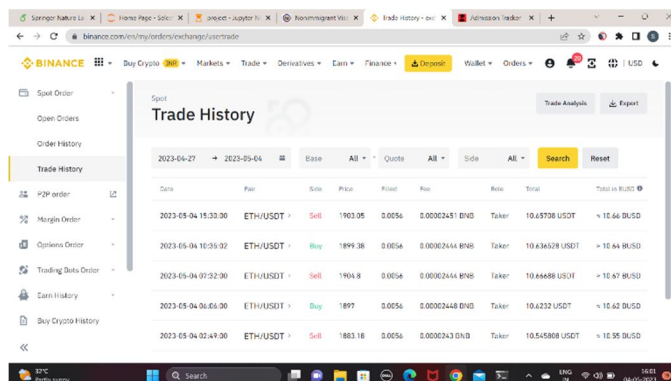 Springer Nature La
Home Page - Selec
project - Jupyter N
Nonimmigrant Vis
Trade History - exc
Admission Tracker
binance.com/en/my/orders/exchange/usertrade
BINANCE Buy Crypto INR Markets Trade Derivatives Earn Finance Deposit Wallet Orders 20 USD
Spot Order
Open Orders
Order History
Trade History
P2P order
Margin Order
Options Order
Trading Bots Order
Earn History
Buy Crypto History
Spot
Trade History
Trade Analysis
Export
2023-04-27 → 2023-05-04 Base All - Quote All Side All Search Reset
Date Pair Side Price Filled Fee Role Total Total in BUSD
2023-05-04 15:30:00 ETH/USDT Sell 1903.05 0.0056 0.00002451 BNB Taker 10.65708 USDT ≈ 10.66 BUSD
2023-05-04 10:35:02 ETH/USDT Buy 1899.38 0.0056 0.00002444 BNB Taker 10.636528 USDT ≈ 10.64 BUSD
2023-05-04 07:32:00 ETH/USDT Sell 1904.8 0.0056 0.00002444 BNB Taker 10.66688 USDT ≈ 10.67 BUSD
2023-05-04 06:06:00 ETH/USDT Buy 1897 0.0056 0.00002448 BNB Taker 10.6232 USDT ≈ 10.62 BUSD
2023-05-04 02:49:00 ETH/USDT Sell 1883.18 0.0056 0.0000243 BNB Taker 10.545808 USDT ≈ 10.55 BUSD
32°C
Partly sunny
Search
ENG
IN
16:01
04-05-2023